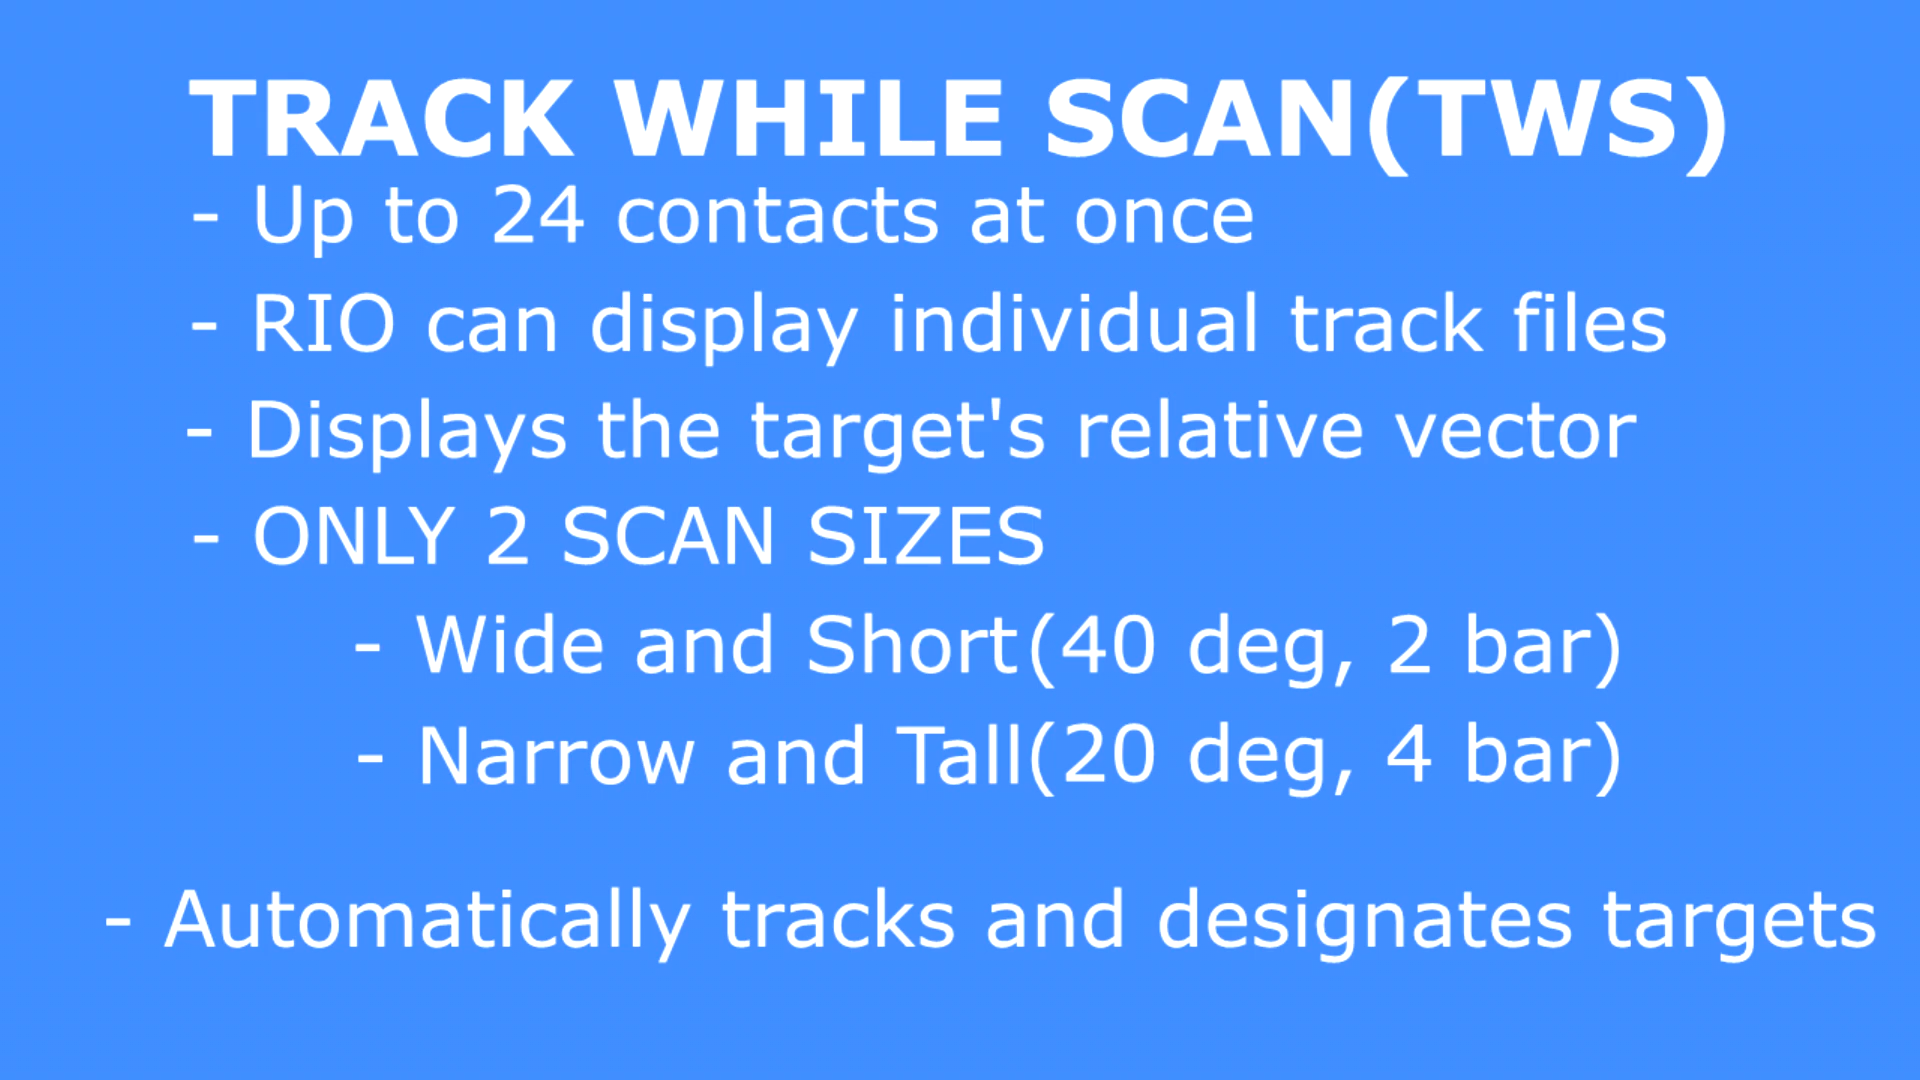 TRACK WHILE SCAN(TWS)
- Up to 24 contacts at once
- RIO can display individual track files
- Displays the target's relative vector
- ONLY 2 SCAN SIZES
- Wide and Short(40 deg, 2 bar)
- Narrow and Tall(20 deg, 4 bar)
- Automatically tracks and designates targets